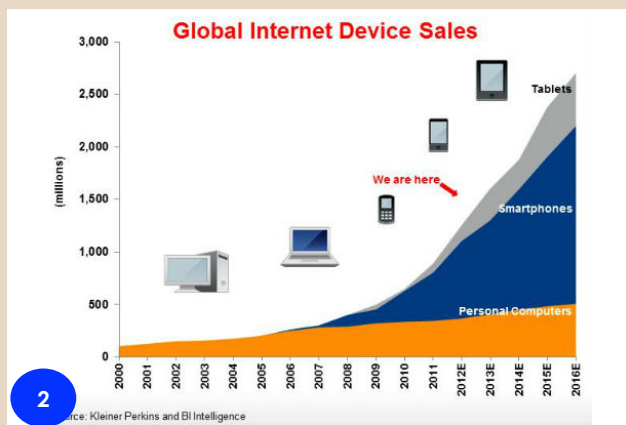 Global Internet Device Sales
3,000
2,500
2,000
1,500
1,000
500
0
(millions)
Tablets
We are here
Smartphones
Personal Computers
2000
2001
2002
2003
2004
2005
2006
2007
2008
2009
2010
2011
2012E
2013E
2014E
2015E
2016E
2
rce: Kleiner Perkins and BI Intelligence